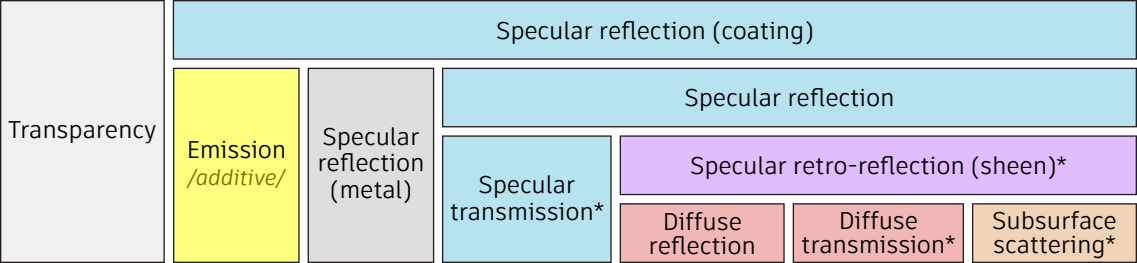 Specular reflection (coating)
Specular reflection
Transparency
Emission
/additive/
Specular
reflection
(metal)
Specular
transmission*
Specular retro-reflection (sheen)*
Diffuse
reflection
Diffuse
transmission*
Subsurface
scattering*